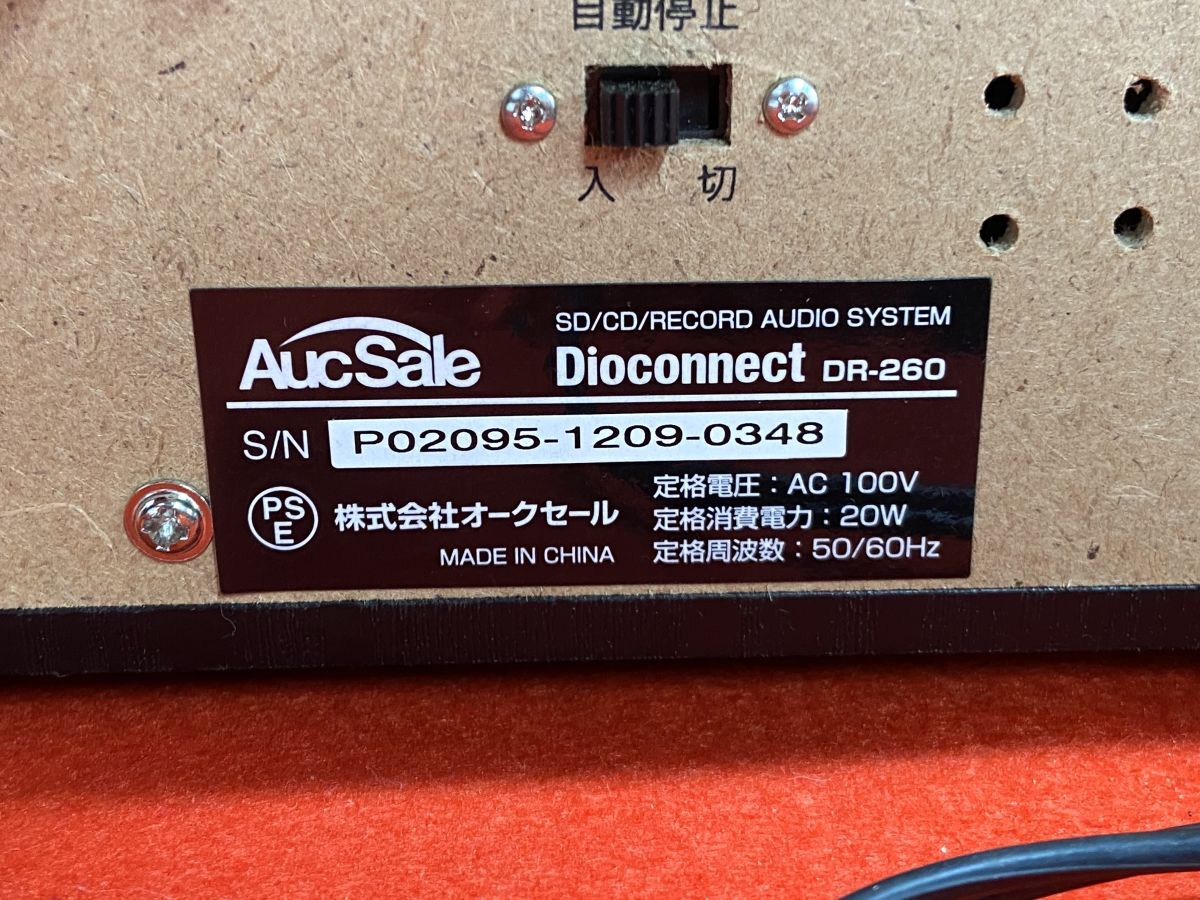 自動停止
入 切
AucSale
SD/CD/RECORD AUDIO SYSTEM
Dioconnect DR-260
S/N P02095-1209-0348
PSE 株式会社オークセール
MADE IN CHINA
定格電圧：AC 100V
定格消費電力：20W
定格周波数：50/60Hz